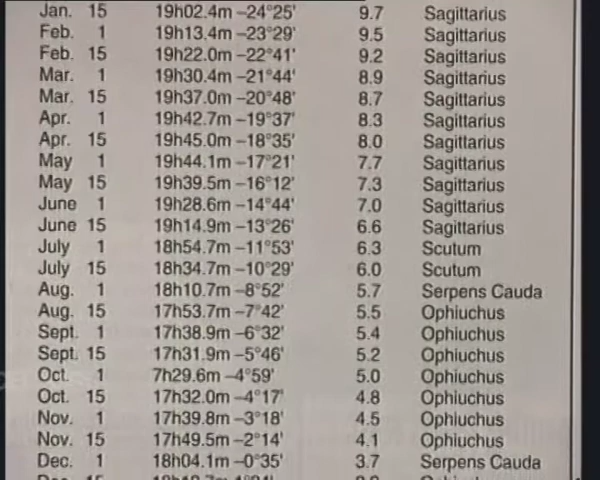 Jan. 15 19h02.4m –24°25' 9.7 Sagittarius
Feb. 1 19h13.4m –23°29' 9.5 Sagittarius
Feb. 15 19h22.0m –22°41' 9.2 Sagittarius
Mar. 1 19h30.4m –21°44' 8.9 Sagittarius
Mar. 15 19h37.0m –20°48' 8.7 Sagittarius
Apr. 1 19h42.7m –19°37' 8.3 Sagittarius
Apr. 15 19h45.0m –18°35' 8.0 Sagittarius
May 1 19h44.1m –17°21' 7.7 Sagittarius
May 15 19h39.5m –16°12' 7.3 Sagittarius
June 1 19h28.6m –14°44' 7.0 Sagittarius
June 15 19h14.9m –13°26' 6.6 Sagittarius
July 1 18h54.7m –11°53' 6.3 Scutum
July 15 18h34.7m –10°29' 6.0 Scutum
Aug. 1 18h10.7m –8°52' 5.7 Serpens Cauda
Aug. 15 17h53.7m –7°42' 5.5 Ophiuchus
Sept. 1 17h38.9m –6°32' 5.4 Ophiuchus
Sept. 15 17h31.9m –5°46' 5.2 Ophiuchus
Oct. 1 7h29.6m –4°59' 5.0 Ophiuchus
Oct. 15 17h32.0m –4°17' 4.8 Ophiuchus
Nov. 1 17h39.8m –3°18' 4.5 Ophiuchus
Nov. 15 17h49.5m –2°14' 4.1 Ophiuchus
Dec. 1 18h04.1m –0°35' 3.7 Serpens Cauda